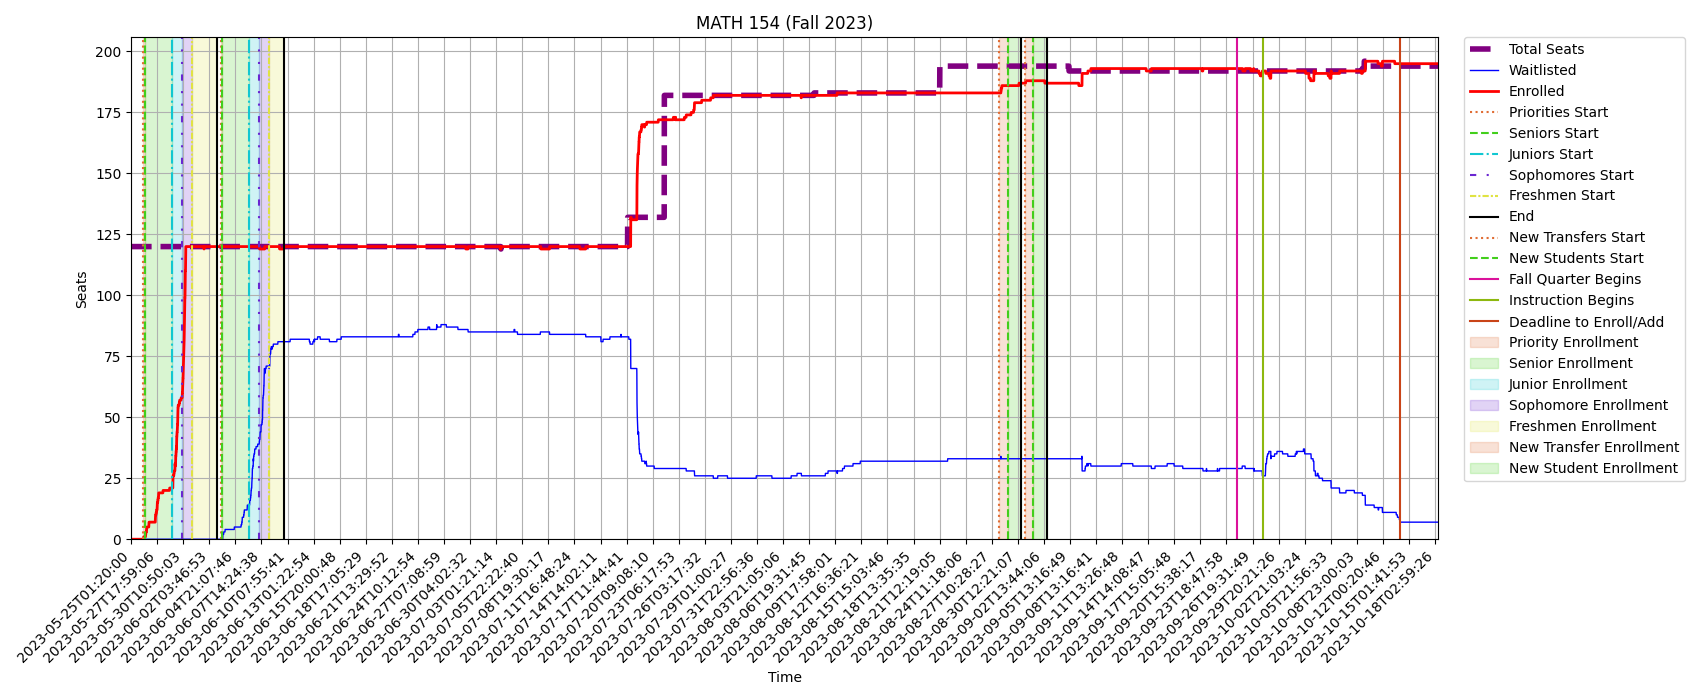 MATH 154 (Fall 2023)
Seats
200
175
150
125
100
75
50
25
0
2023-05-25T01:20:00
2023-05-27T17:59:06
2023-05-30T10:50:03
2023-06-02T03:46:53
2023-06-04T21:07:46
2023-06-07T14:24:38
2023-06-10T07:55:41
2023-06-13T01:22:54
2023-06-15T20:00:48
2023-06-18T17:05:29
2023-06-21T13:29:52
2023-06-24T10:12:54
2023-06-27T07:08:59
2023-06-30T04:02:32
2023-07-03T01:21:14
2023-07-05T22:22:40
2023-07-08T19:30:17
2023-07-11T16:48:24
2023-07-14T14:02:11
2023-07-17T11:44:41
2023-07-20T09:08:10
2023-07-23T06:17:53
2023-07-26T03:17:32
2023-07-29T01:00:27
2023-07-31T22:56:36
2023-08-03T21:05:06
2023-08-06T19:31:45
2023-08-09T17:58:01
2023-08-12T16:36:21
2023-08-15T15:03:46
2023-08-18T13:35:35
2023-08-21T12:19:05
2023-08-24T11:18:06
2023-08-27T10:28:27
2023-08-30T12:21:07
2023-09-02T13:44:06
2023-09-05T13:16:49
2023-09-08T13:16:41
2023-09-11T13:26:48
2023-09-14T14:08:47
2023-09-17T15:05:48
2023-09-20T15:38:17
2023-09-23T18:47:58
2023-09-26T19:31:49
2023-09-29T20:21:26
2023-10-02T21:03:24
2023-10-05T21:56:33
2023-10-08T23:00:03
2023-10-12T00:20:46
2023-10-15T01:41:53
2023-10-18T02:59:26
Time
Total Seats
Waitlisted
Enrolled
Priorities Start
Seniors Start
Juniors Start
Sophomores Start
Freshmen Start
End
New Transfers Start
New Students Start
Fall Quarter Begins
Instruction Begins
Deadline to Enroll/Add
Priority Enrollment
Senior Enrollment
Junior Enrollment
Sophomore Enrollment
Freshmen Enrollment
New Transfer Enrollment
New Student Enrollment